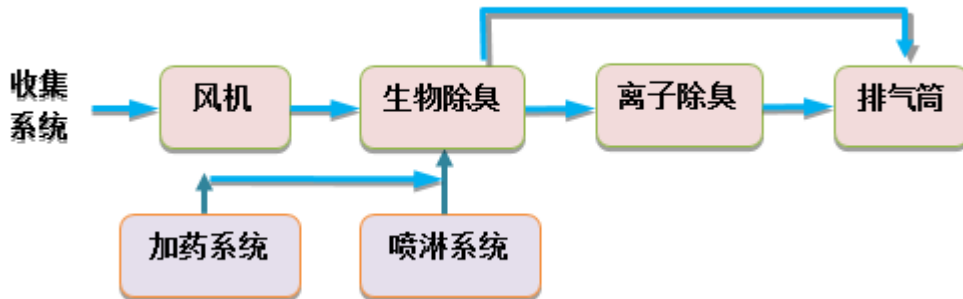 收集
系统
风机
生物除臭
离子除臭
排气筒
加药系统
喷淋系统